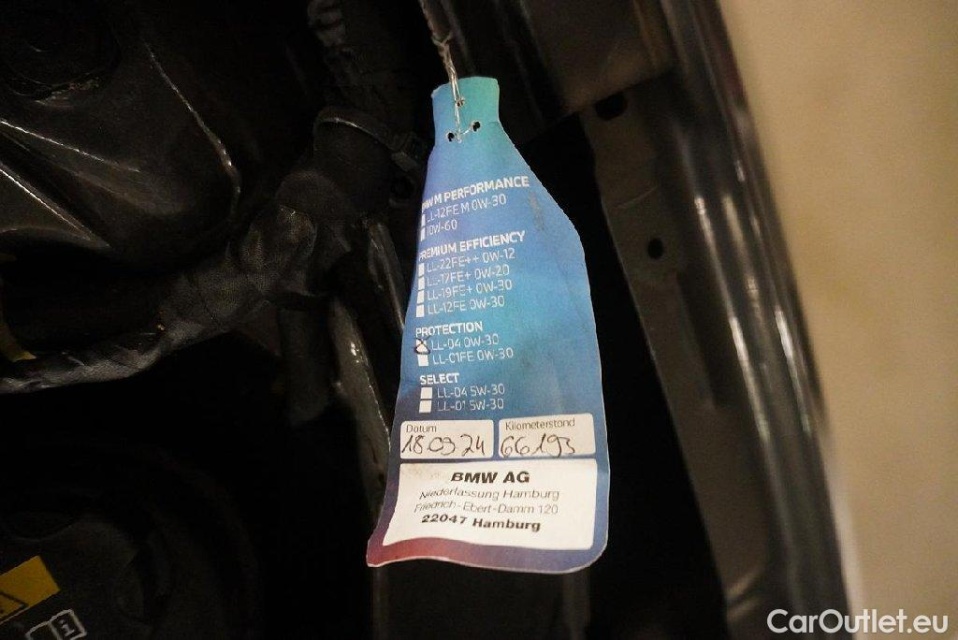 M PERFORMANCE
LL-12FE M 0W-30
10W-60
PREMIUM EFFICIENCY
LL-22FE++ 0W-12
LL-17FE+ 0W-20
LL-19FE+ 0W-30
LL-12FE 0W-30
PROTECTION
LL-04 0W-30
LL-01FE 0W-30
SELECT
LL-04 5W-30
LL-01 5W-30
Datum Kilometerstand
18.09.24 66193
BMW AG
Niederlassung Hamburg
Friedrich-Ebert-Damm 120
22047 Hamburg
CarOutlet.eu